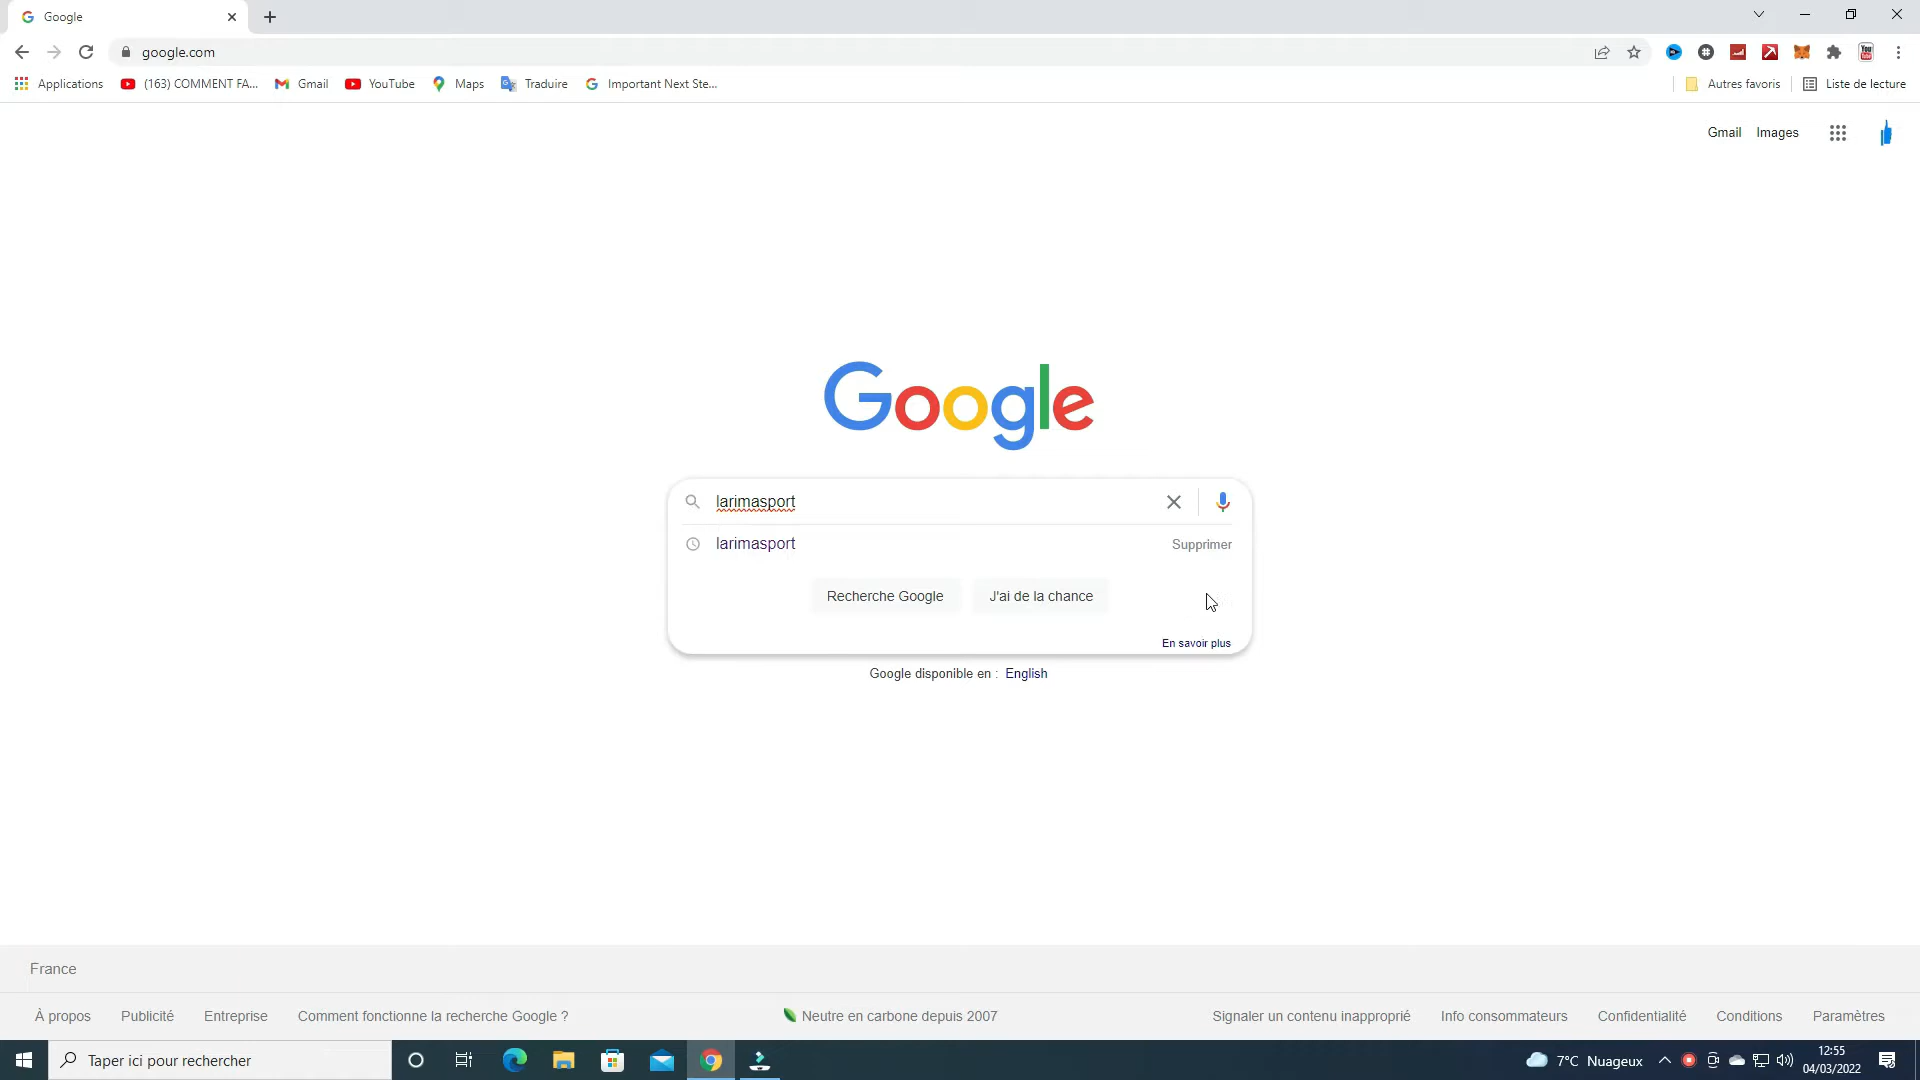 Google
google.com
Applications (163) COMMENT FA... Gmail YouTube Maps Traduire Important Next Ste... Autres favoris Liste de lecture
Gmail Images
Google
larimasport
larimasport Supprimer
Recherche Google J'ai de la chance
En savoir plus
Google disponible en : English
France
À propos Publicité Entreprise Comment fonctionne la recherche Google ? Neutre en carbone depuis 2007 Signaler un contenu inapproprié Info consommateurs Confidentialité Conditions Paramètres
Taper ici pour rechercher 7°C Nuageux 12:55
04/03/2022